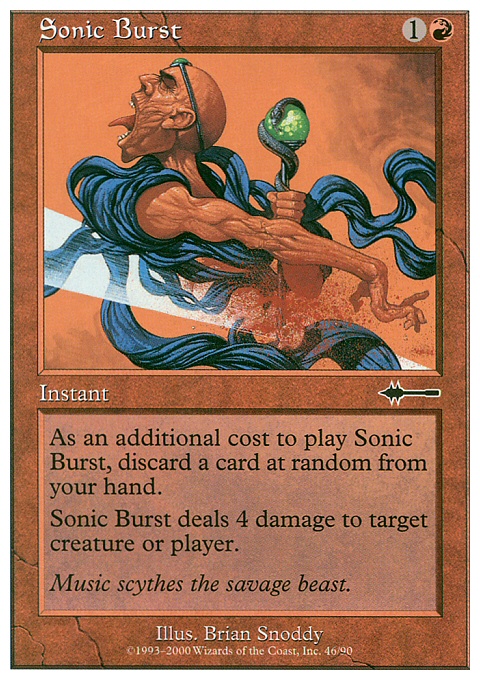 Sonic Burst 1
Instant
As an additional cost to play Sonic
Burst, discard a card at random from
your hand.
Sonic Burst deals 4 damage to target
creature or player.
Music scythes the savage beast.
Illus. Brian Snoddy
©1993–2000 Wizards of the Coast, Inc. 46/90